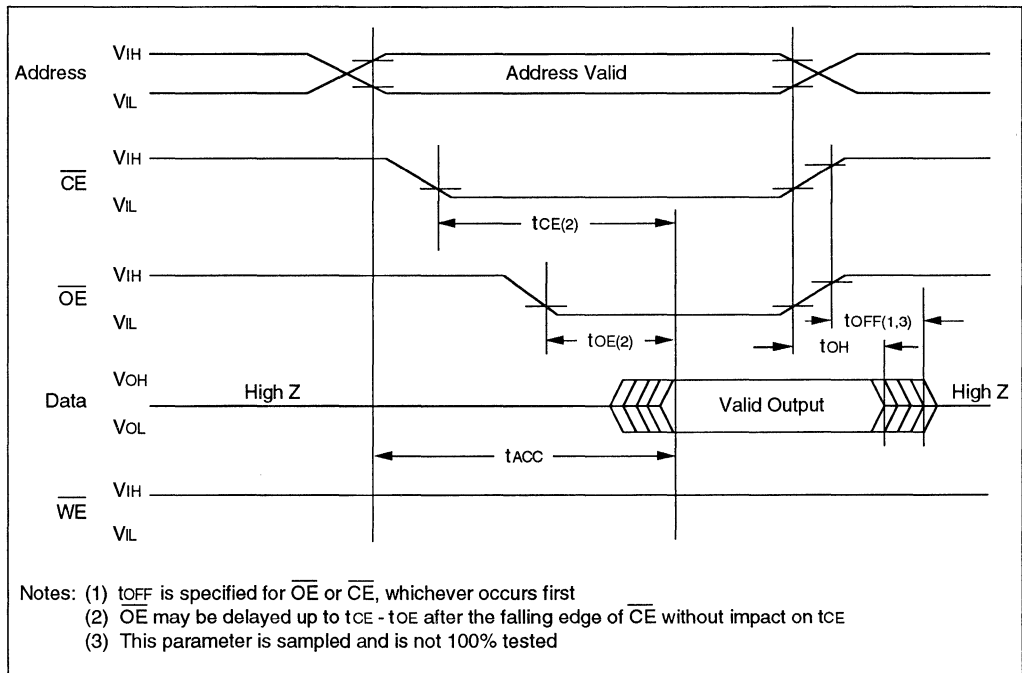 VIH
Address
Address Valid
VIL
VIH
CE
VIL
tCE(2)
VIH
OE
VIL
tOFF(1,3)
tOE(2)
tOH
VOH
High Z
Data
Valid Output
High Z
VOL
tACC
VIH
WE
VIL
Notes: (1) tOFF is specified for OE or CE, whichever occurs first
(2) OE may be delayed up to tCE - tOE after the falling edge of CE without impact on tCE
(3) This parameter is sampled and is not 100% tested